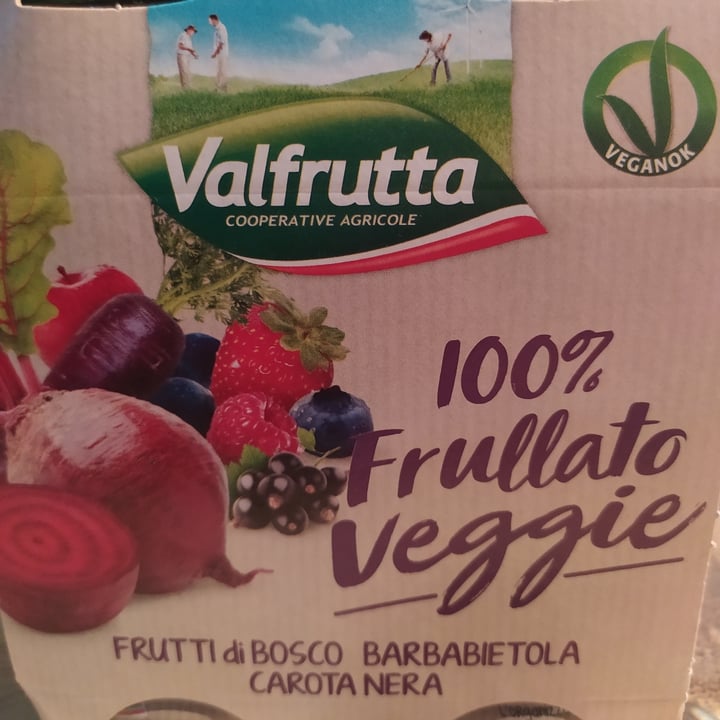 Valfrutta
COOPERATIVE AGRICOLE
VEGANOK
100%
Frullato
Veggie
FRUTTI di BOSCO BARBABIETOLA
CAROTA NERA